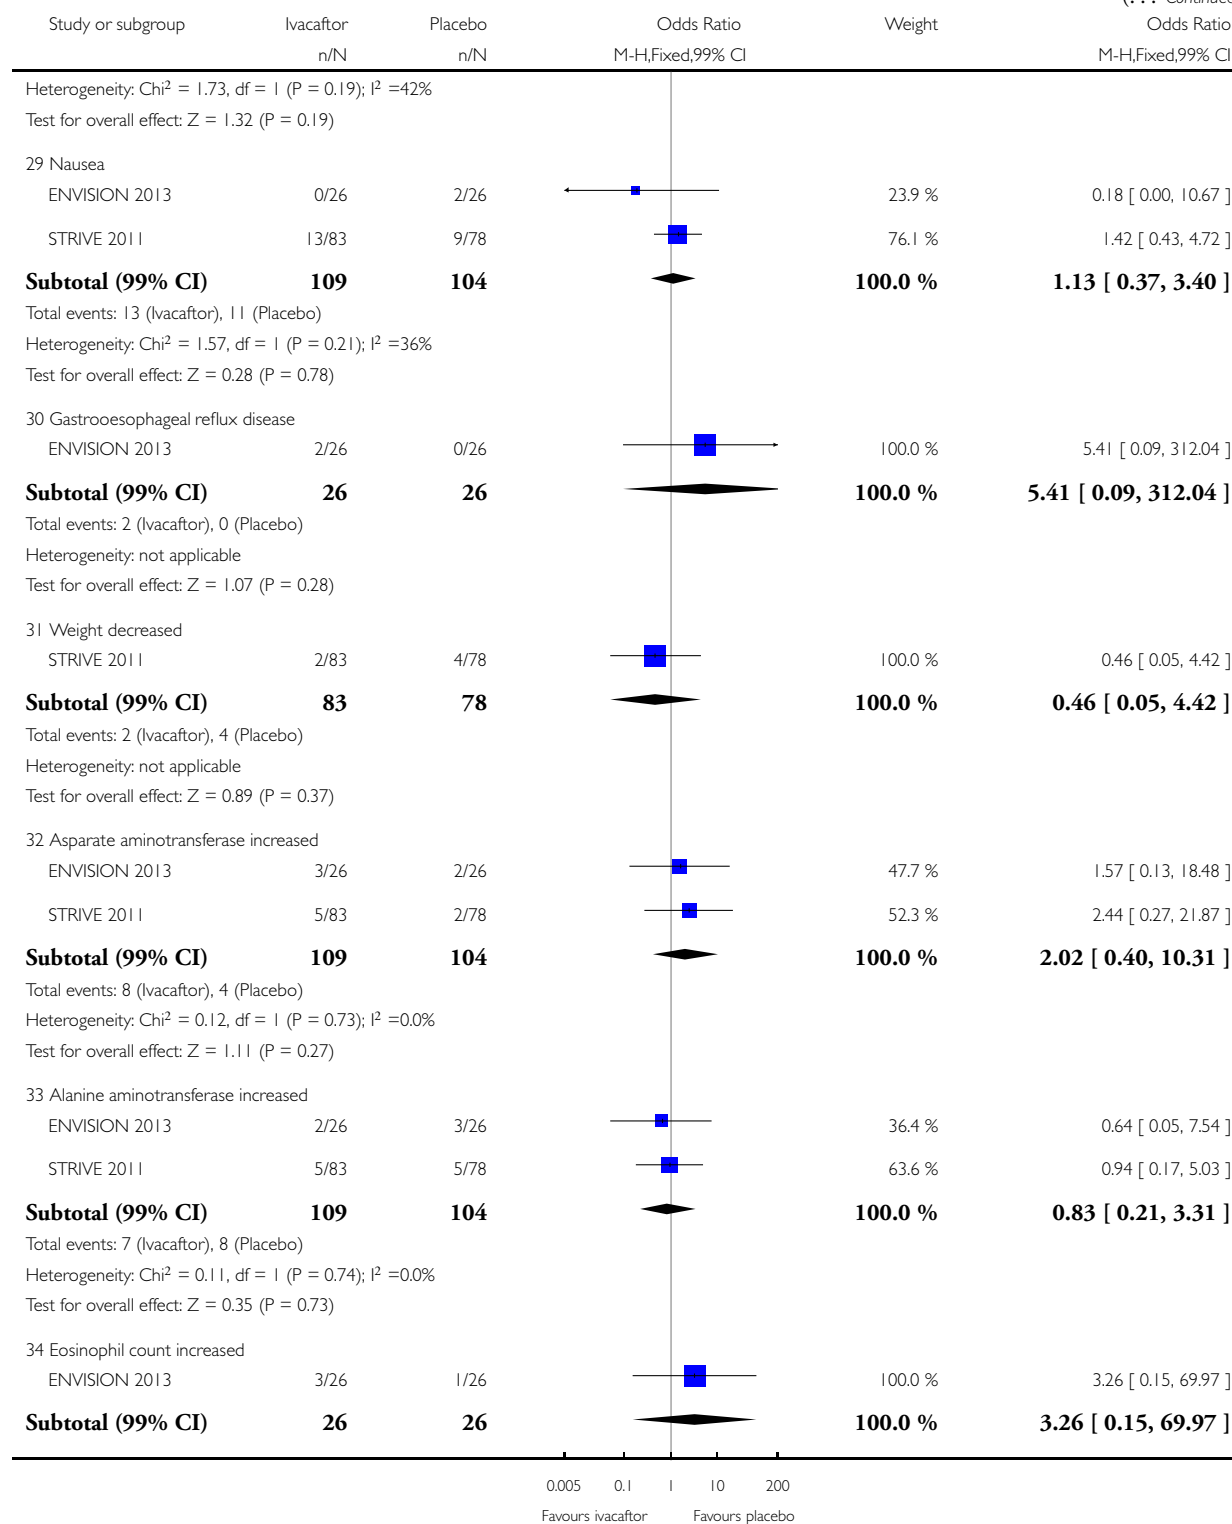 (. . . Continued
Study or subgroup Ivacaftor Placebo Odds Ratio Weight Odds Ratio
n/N n/N M-H,Fixed,99% CI M-H,Fixed,99% CI
Heterogeneity: Chi² = 1.73, df = 1 (P = 0.19); I² =42%
Test for overall effect: Z = 1.32 (P = 0.19)
29 Nausea
ENVISION 2013 0/26 2/26 23.9 % 0.18 [ 0.00, 10.67 ]
STRIVE 2011 13/83 9/78 76.1 % 1.42 [ 0.43, 4.72 ]
Subtotal (99% CI) 109 104 100.0 % 1.13 [ 0.37, 3.40 ]
Total events: 13 (Ivacaftor), 11 (Placebo)
Heterogeneity: Chi² = 1.57, df = 1 (P = 0.21); I² =36%
Test for overall effect: Z = 0.28 (P = 0.78)
30 Gastrooesophageal reflux disease
ENVISION 2013 2/26 0/26 100.0 % 5.41 [ 0.09, 312.04 ]
Subtotal (99% CI) 26 26 100.0 % 5.41 [ 0.09, 312.04 ]
Total events: 2 (Ivacaftor), 0 (Placebo)
Heterogeneity: not applicable
Test for overall effect: Z = 1.07 (P = 0.28)
31 Weight decreased
STRIVE 2011 2/83 4/78 100.0 % 0.46 [ 0.05, 4.42 ]
Subtotal (99% CI) 83 78 100.0 % 0.46 [ 0.05, 4.42 ]
Total events: 2 (Ivacaftor), 4 (Placebo)
Heterogeneity: not applicable
Test for overall effect: Z = 0.89 (P = 0.37)
32 Asparate aminotransferase increased
ENVISION 2013 3/26 2/26 47.7 % 1.57 [ 0.13, 18.48 ]
STRIVE 2011 5/83 2/78 52.3 % 2.44 [ 0.27, 21.87 ]
Subtotal (99% CI) 109 104 100.0 % 2.02 [ 0.40, 10.31 ]
Total events: 8 (Ivacaftor), 4 (Placebo)
Heterogeneity: Chi² = 0.12, df = 1 (P = 0.73); I² =0.0%
Test for overall effect: Z = 1.11 (P = 0.27)
33 Alanine aminotransferase increased
ENVISION 2013 2/26 3/26 36.4 % 0.64 [ 0.05, 7.54 ]
STRIVE 2011 5/83 5/78 63.6 % 0.94 [ 0.17, 5.03 ]
Subtotal (99% CI) 109 104 100.0 % 0.83 [ 0.21, 3.31 ]
Total events: 7 (Ivacaftor), 8 (Placebo)
Heterogeneity: Chi² = 0.11, df = 1 (P = 0.74); I² =0.0%
Test for overall effect: Z = 0.35 (P = 0.73)
34 Eosinophil count increased
ENVISION 2013 3/26 1/26 100.0 % 3.26 [ 0.15, 69.97 ]
Subtotal (99% CI) 26 26 100.0 % 3.26 [ 0.15, 69.97 ]
0.005 0.1 1 10 200
Favours ivacaftor Favours placebo